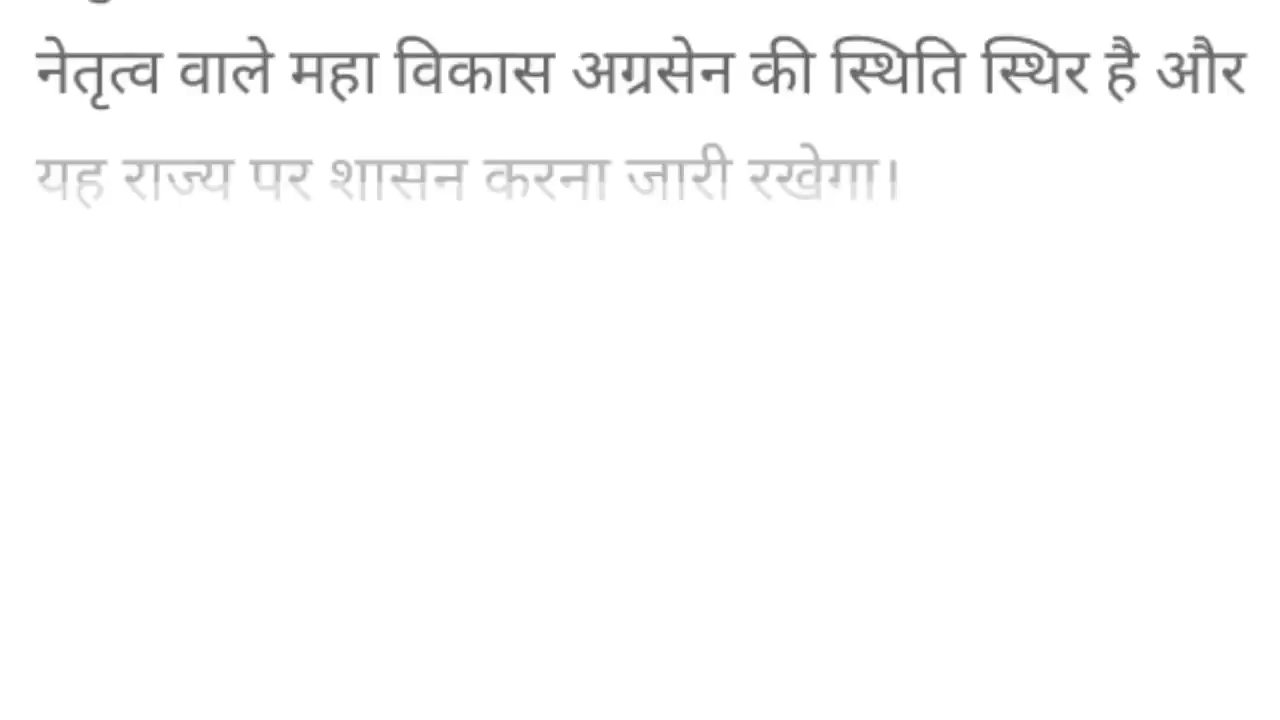 नेतृत्व वाले महा विकास अग्रसेन की स्थिति स्थिर है और
यह राज्य पर शासन करना जारी रखेगा।